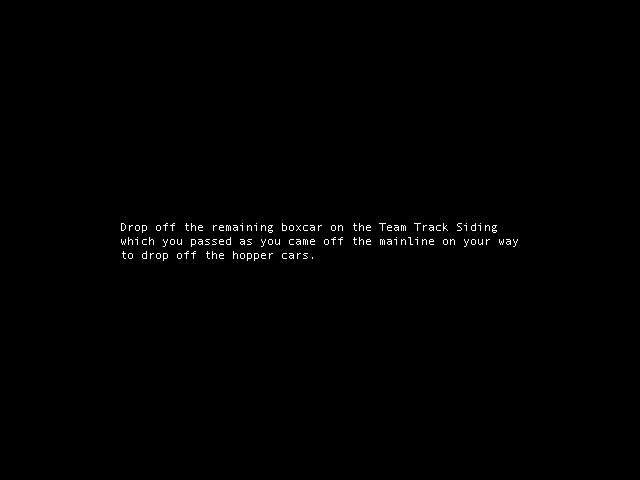 Drop off the remaining boxcar on the Team Track Siding
which you passed as you came off the mainline on your way
to drop off the hopper cars.